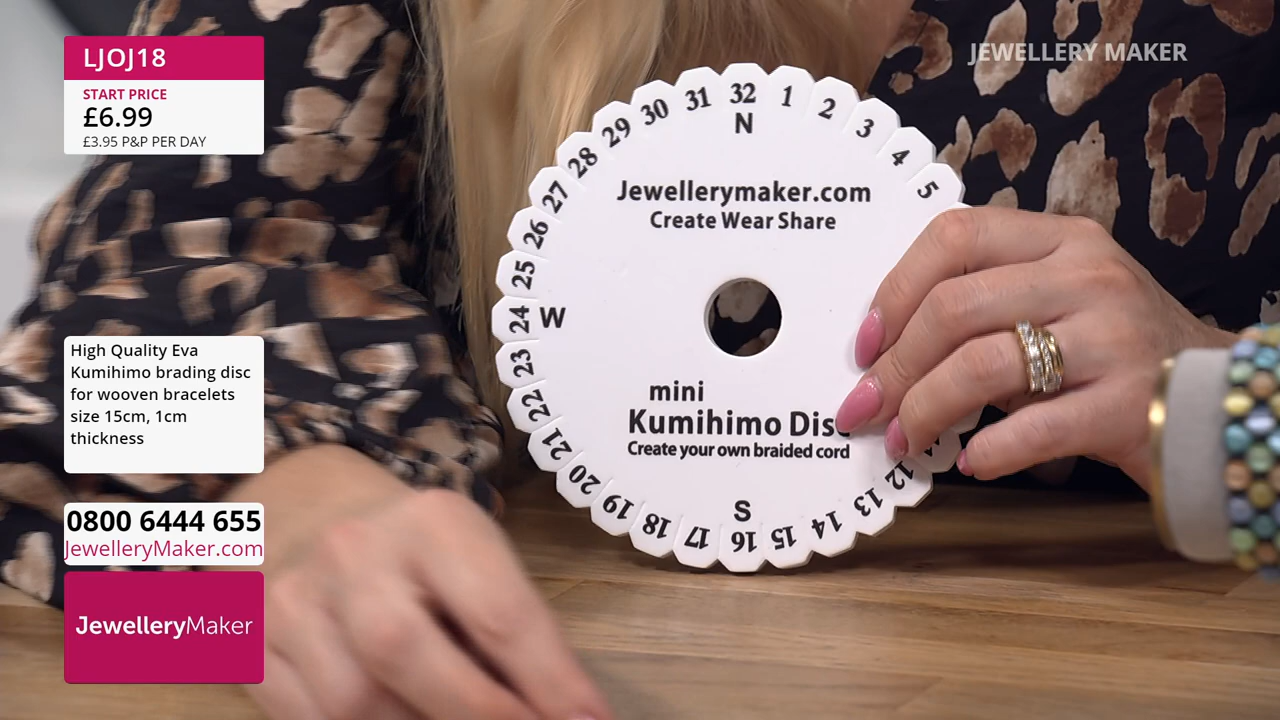 LJOJ18
START PRICE
£6.99
£3.95 P&P PER DAY
High Quality Eva
Kumihimo brading disc
for wooven bracelets
size 15cm, 1cm
thickness
0800 6444 655
JewelleryMaker.com
JewelleryMaker
JEWELLERY MAKER
32
1
2
3
4
5
12
13
14
15
16
17
18
19
20
21
22
23
24
25
26
27
28
29
30
31
N
W
S
Jewellerymaker.com
Create Wear Share
mini
Kumihimo Disc
Create your own braided cord